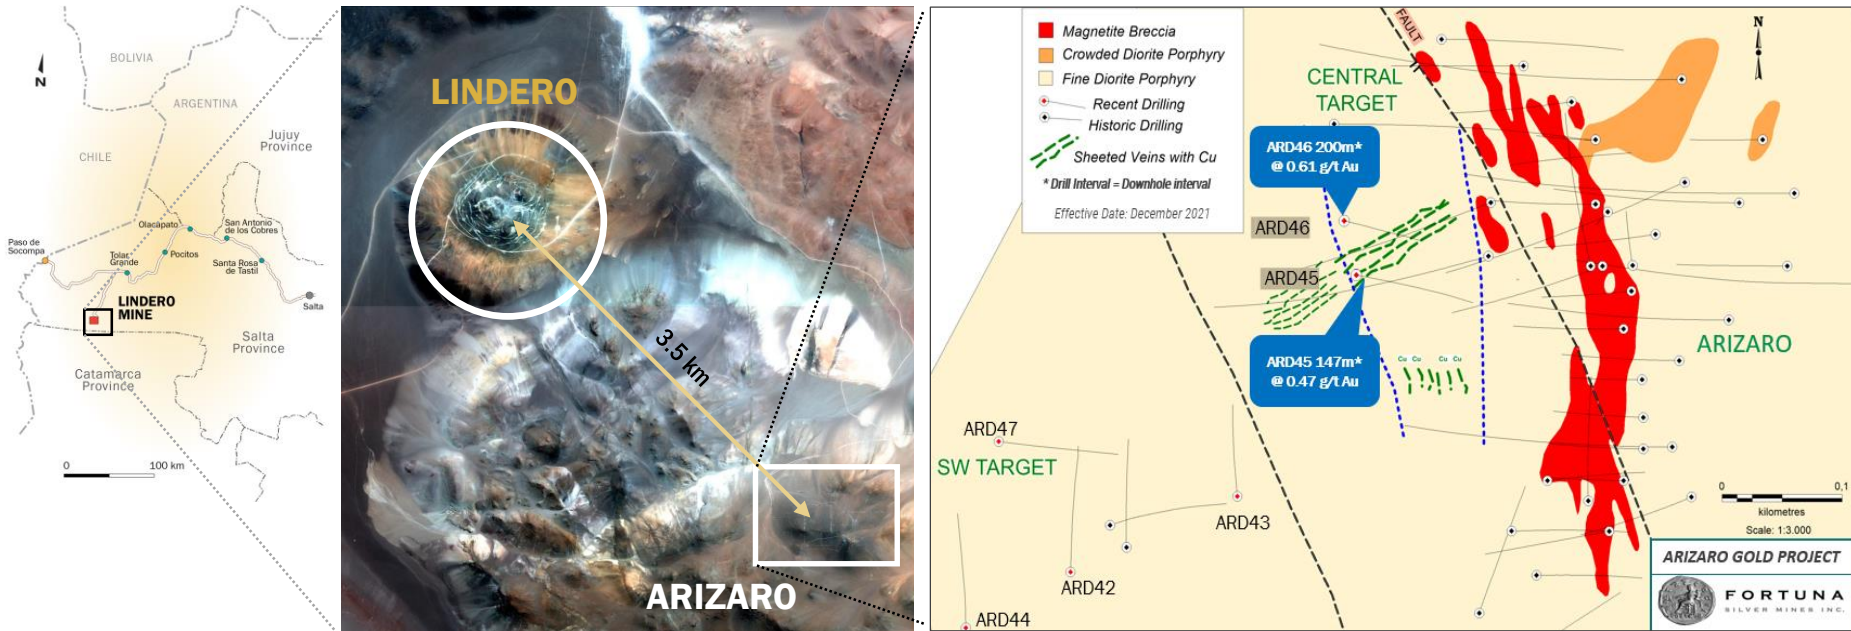 N
BOLIVIA
ARGENTINA
Jujuy
Province
CHILE
Olacapato
San Antonio
de los Cobres
Paso de
Socompa
Tolar
Grande
Pocitos
Santa Rosa
de Tastil
Salta
LINDERO
MINE
Salta
Province
Catamarca
Province
0 100 km
LINDERO
3.5 km
ARIZARO
Magnetite Breccia
Crowded Diorite Porphyry
Fine Diorite Porphyry
Recent Drilling
Historic Drilling
Sheeted Veins with Cu
* Drill Interval = Downhole interval
Effective Date: December 2021
FAULT
N
CENTRAL
TARGET
ARD46 200m*
@ 0.61 g/t Au
ARD46
ARD45
ARD45 147m*
@ 0.47 g/t Au
Cu Cu Cu Cu
ARIZARO
ARD47
SW TARGET
ARD43
ARD42
ARD44
0 0,1
kilometres
Scale: 1:3.000
ARIZARO GOLD PROJECT
FORTUNA
SILVER MINES INC.